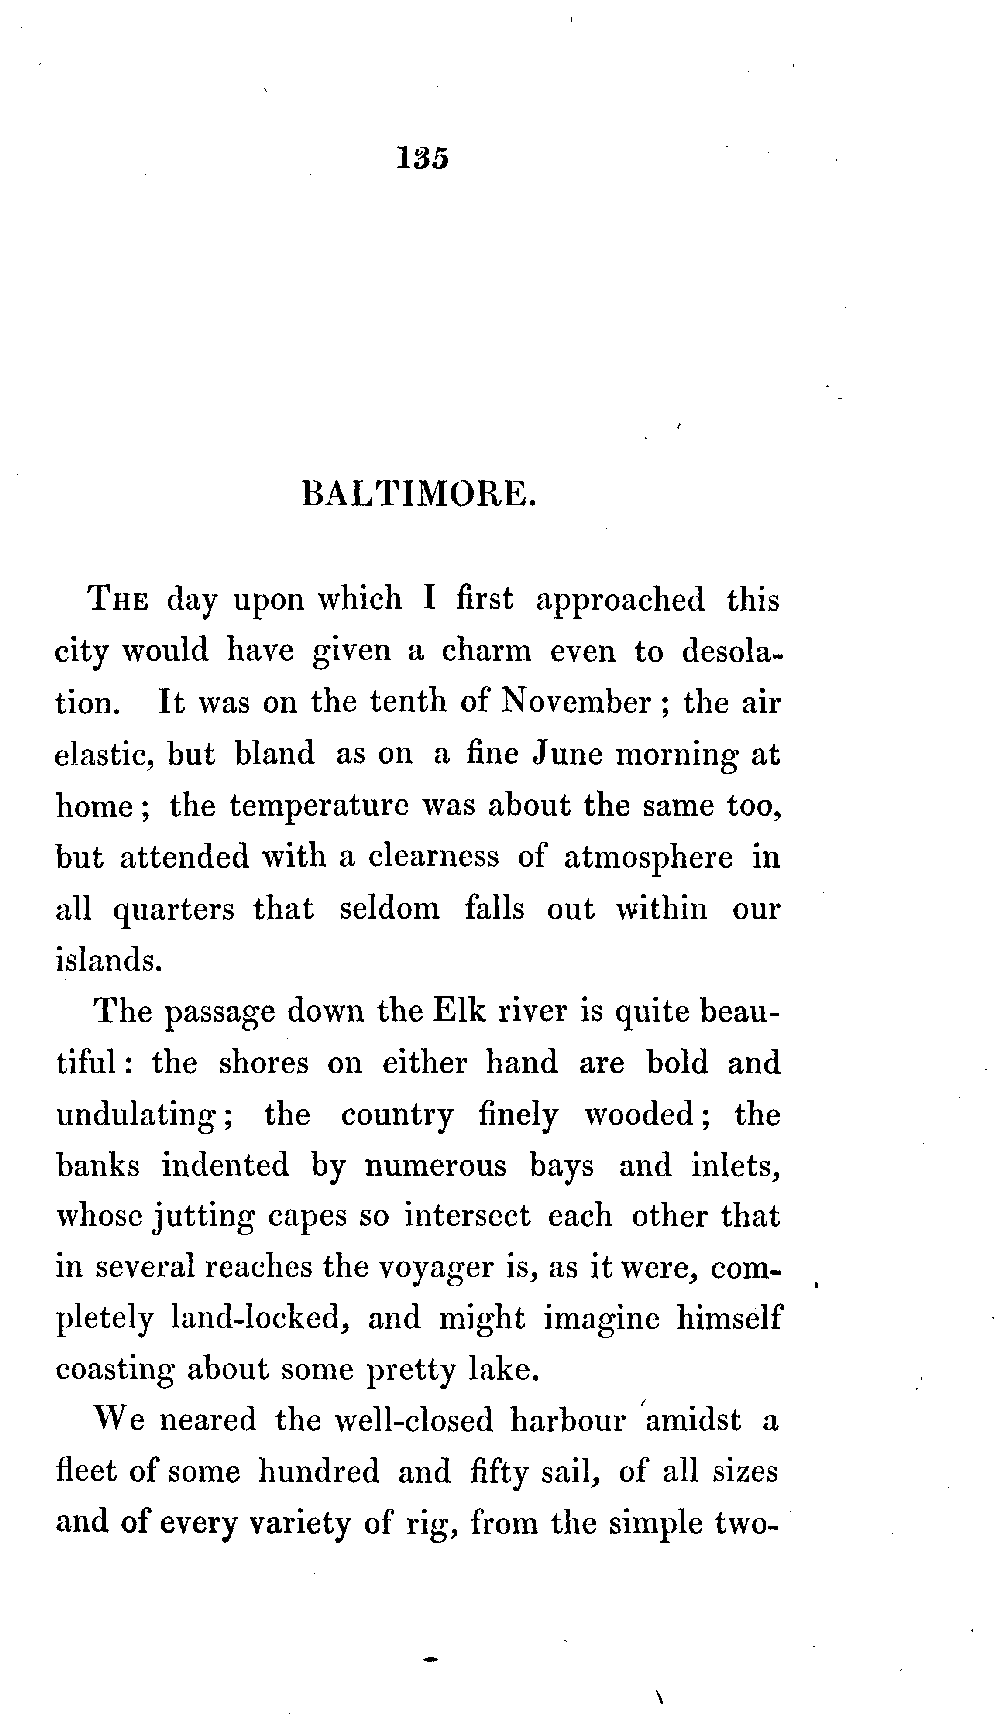 135
BALTIMORE.
THE day upon which I first approached this
city would have given a charm even to desola-
tion. It was on the tenth of November ; the air
elastic, but bland as on a fine June morning at
home ; the temperature was about the same too,
but attended with a clearness of atmosphere in
all quarters that seldom falls out within our
islands.
The passage down the Elk river is quite beau-
tiful : the shores on either hand are bold and
undulating ; the country finely wooded ; the
banks indented by numerous bays and inlets,
whose jutting capes so intersect each other that
in several reaches the voyager is, as it were, com-
pletely land-locked, and might imagine himself
coasting about some pretty lake.
We neared the well-closed harbour amidst a
fleet of some hundred and fifty sail, of all sizes
and of every variety of rig, from the simple two-